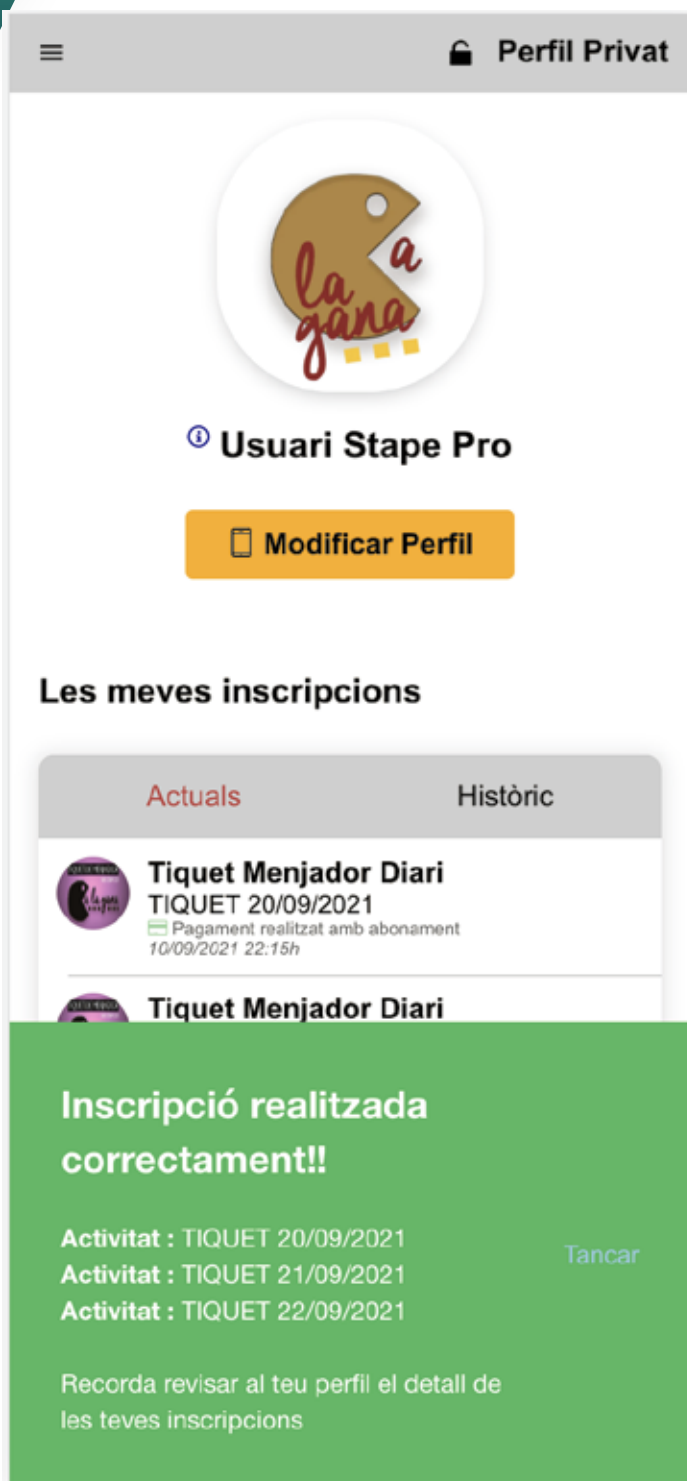 Perfil Privat
a
la
gana
Usuari Stape Pro
Modificar Perfil
Les meves inscripcions
Actuals
Històric
Tiquet Menjador Diari
TIQUET 20/09/2021
Pagament realitzat amb abonament
10/09/2021 22:15h
Tiquet Menjador Diari
Inscripció realitzada
correctament!!
Activitat : TIQUET 20/09/2021
Activitat : TIQUET 21/09/2021
Activitat : TIQUET 22/09/2021
Tancar
Recorda revisar al teu perfil el detall de
les teves inscripcions